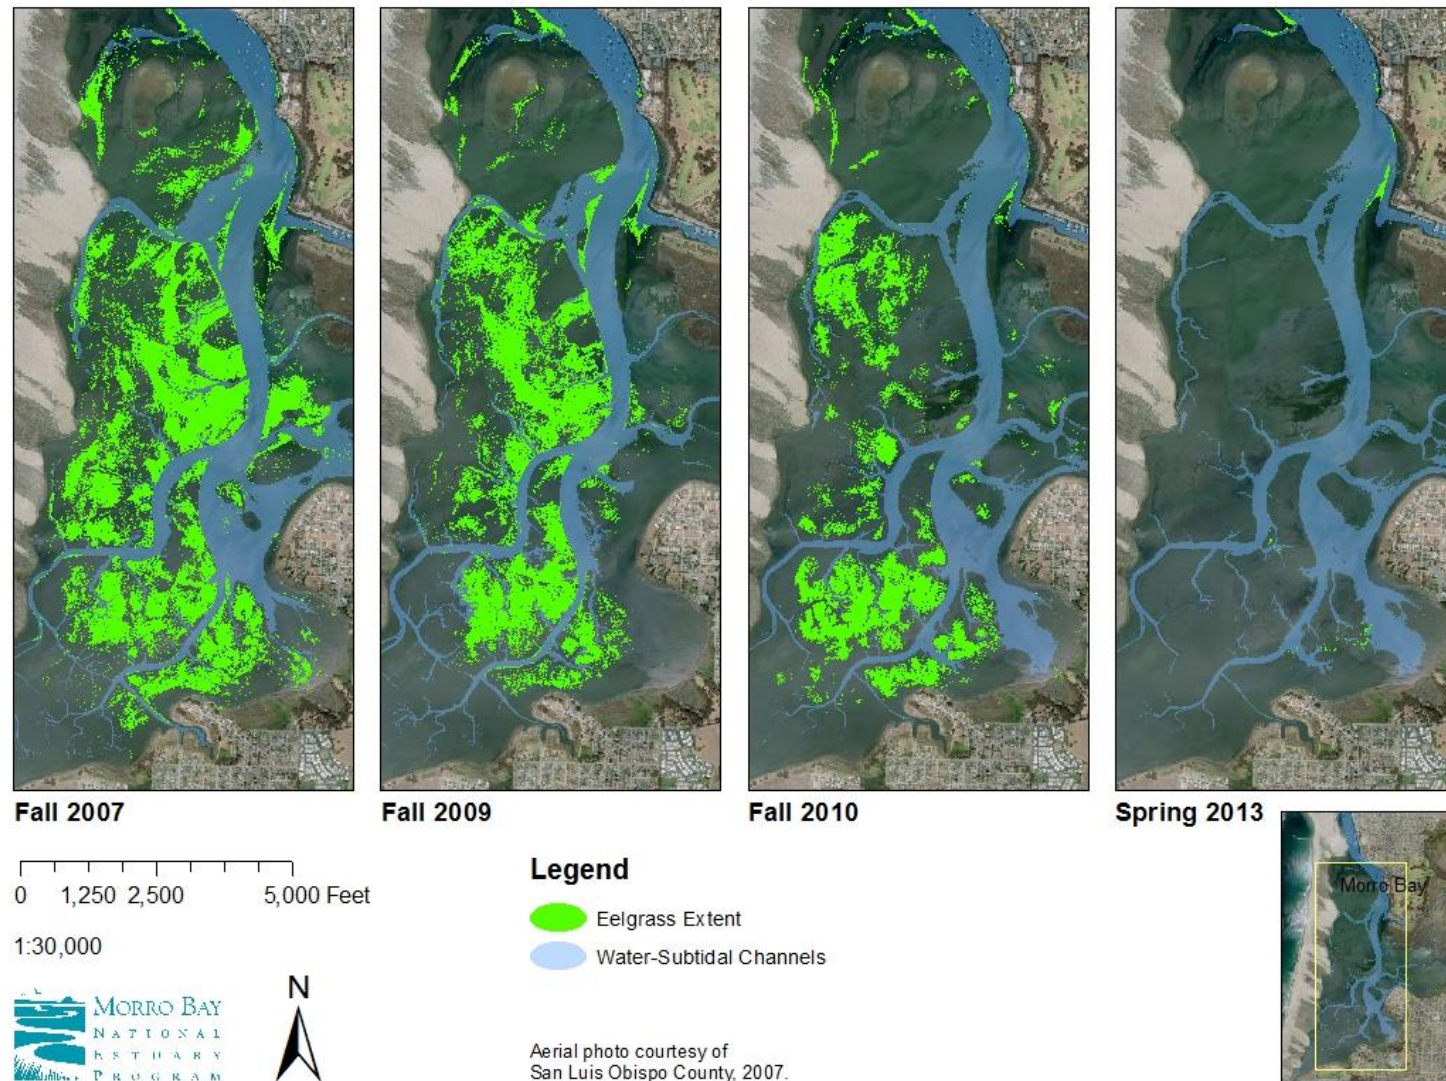 Fall 2007
Fall 2009
Fall 2010
Spring 2013
0 1,250 2,500 5,000 Feet
1:30,000
MORRO BAY
NATIONAL
ESTUARY
PROGRAM
N
Legend
Eelgrass Extent
Water-Subtidal Channels
Aerial photo courtesy of
San Luis Obispo County, 2007.
Morro Bay